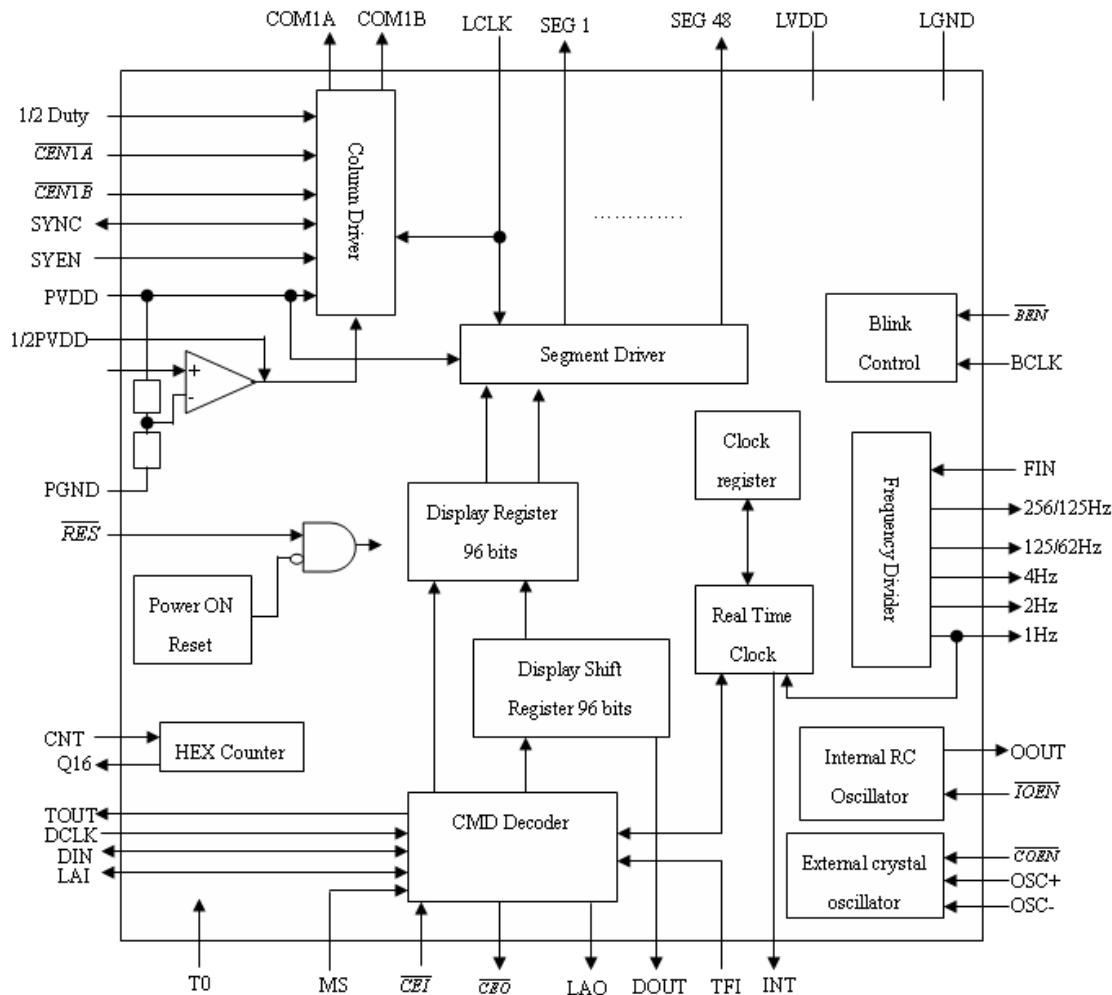 COM1A COM1B LCLK SEG 1 SEG 48 LVDD LGND
1/2 Duty
CEN1A
CEN1B
SYNC
SYEN
PVDD
1/2PVDD
+
-
PGND
RES
Column Driver
.............
Segment Driver
Blink
Control
BEN
BCLK
Clock
register
Frequency Divider
FIN
256/125Hz
125/62Hz
4Hz
2Hz
1Hz
Display Register
96 bits
Power ON
Reset
Real Time
Clock
Display Shift
Register 96 bits
CNT
Q16
HEX Counter
Internal RC
Oscillator
OOUT
IOEN
TOUT
DCLK
DIN
LAI
CMD Decoder
External crystal
oscillator
COEN
OSC+
OSC-
T0 MS CEI CEO LAO DOUT TFI INT